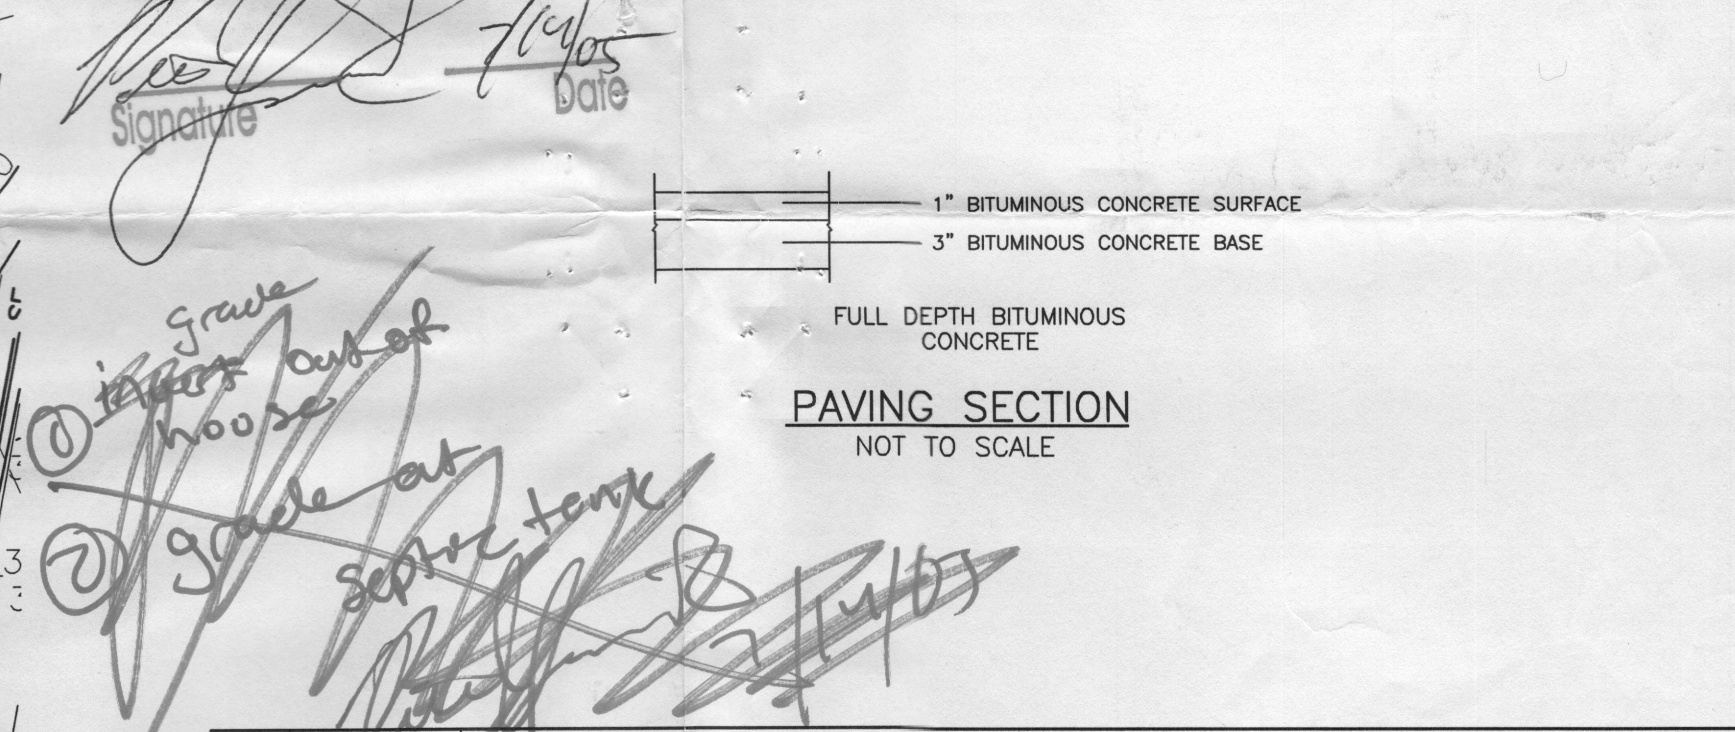 7/14/05
Signature Date
1" BITUMINOUS CONCRETE SURFACE
3" BITUMINOUS CONCRETE BASE
FULL DEPTH BITUMINOUS
CONCRETE
PAVING SECTION
NOT TO SCALE
grade
① invert out of
house
② grade at
septic tank
7/14/05